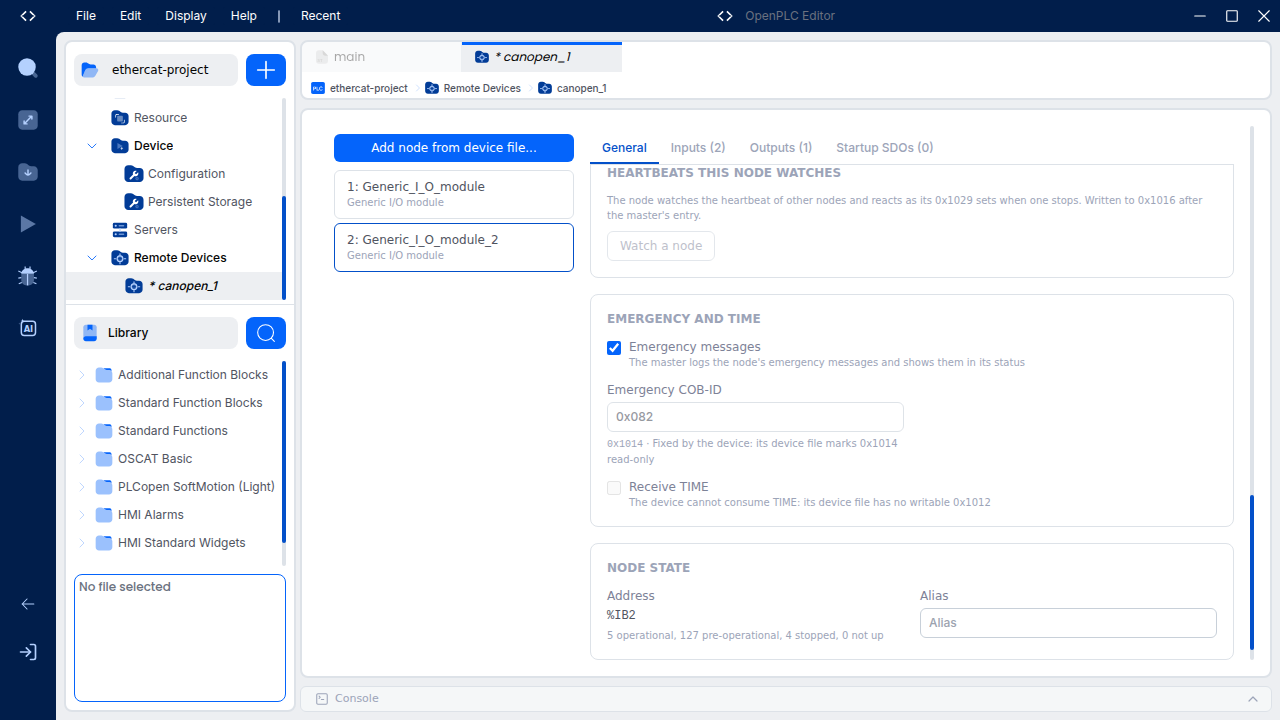 File Edit Display Help | Recent
OpenPLC Editor
ethercat-project
Resource
Device
Configuration
Persistent Storage
Servers
Remote Devices
* canopen_1
Library
Additional Function Blocks
Standard Function Blocks
Standard Functions
OSCAT Basic
PLCopen SoftMotion (Light)
HMI Alarms
HMI Standard Widgets
No file selected
AI
main
* canopen_1
PLC ethercat-project Remote Devices canopen_1
Add node from device file...
1: Generic_I_O_module
Generic I/O module
2: Generic_I_O_module_2
Generic I/O module
General Inputs (2) Outputs (1) Startup SDOs (0)
HEARTBEATS THIS NODE WATCHES
The node watches the heartbeat of other nodes and reacts as its 0x1029 sets when one stops. Written to 0x1016 after
the master's entry.
Watch a node
EMERGENCY AND TIME
Emergency messages
The master logs the node's emergency messages and shows them in its status
Emergency COB-ID
0x082
0x1014 · Fixed by the device: its device file marks 0x1014
read-only
Receive TIME
The device cannot consume TIME: its device file has no writable 0x1012
NODE STATE
Address
%IB2
5 operational, 127 pre-operational, 4 stopped, 0 not up
Alias
Alias
Console